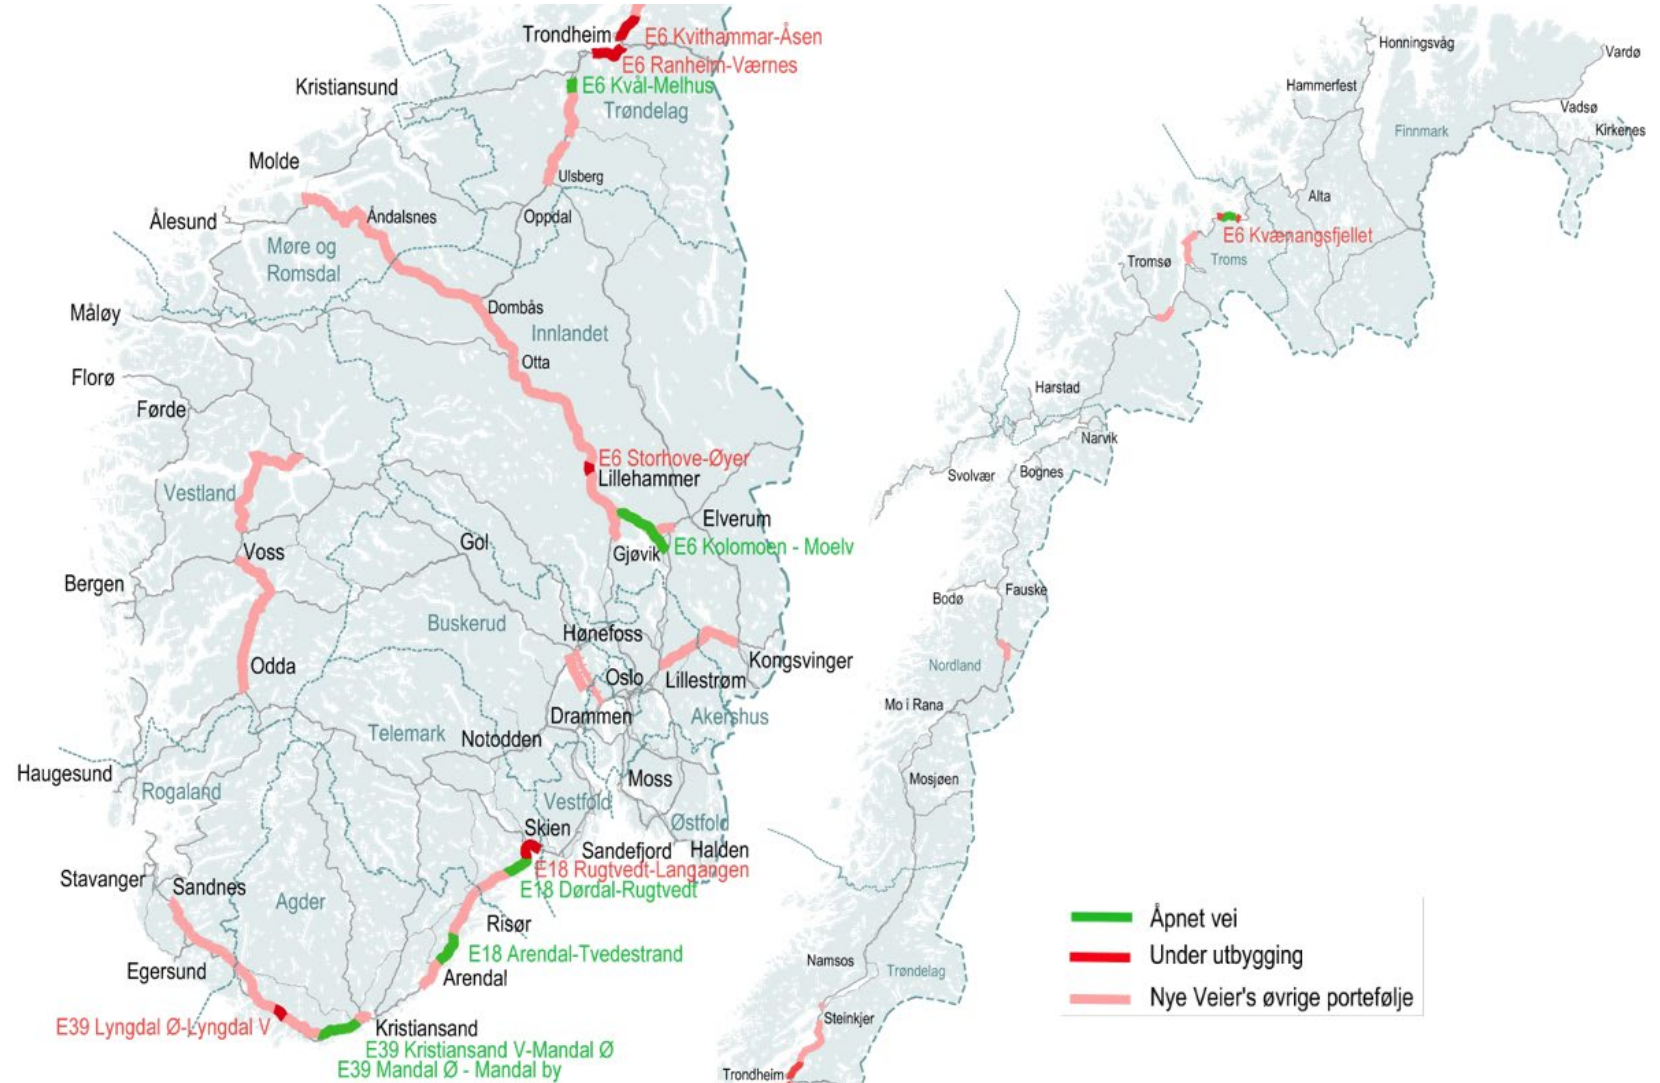 Trondheim
E6 Kvithammar-Åsen
E6 Ranheim-Værnes
E6 Kvål-Melhus
Trøndelag
Kristiansund
Molde
Ulsberg
Ålesund
Åndalsnes
Oppdal
Møre og
Romsdal
Måløy
Dombås
Innlandet
Otta
Florø
Førde
E6 Storhove-Øyer
Lillehammer
Vestland
Elverum
E6 Kolomoen - Moelv
Gjøvik
Gol
Voss
Bergen
Buskerud
Hønefoss
Kongsvinger
Odda
Oslo
Lillestrøm
Drammen
Akershus
Telemark
Notodden
Haugesund
Rogaland
Moss
Vestfold
Østfold
Skien
Sandefjord
Halden
E18 Rugtvedt-Langangen
E18 Dørdal-Rugtvedt
Stavanger
Sandnes
Agder
Risør
E18 Arendal-Tvedestrand
Arendal
Egersund
E39 Lyngdal Ø-Lyngdal V
Kristiansand
E39 Kristiansand V-Mandal Ø
E39 Mandal Ø - Mandal by
Honningsvåg
Vardø
Hammerfest
Vadsø
Kirkenes
Finnmark
Alta
E6 Kvænangsfjellet
Tromsø
Troms
Harstad
Narvik
Svolvær
Bognes
Fauske
Bodø
Nordland
Mo i Rana
Mosjøen
Namsos
Trøndelag
Steinkjer
Trondheim
Åpnet vei
Under utbygging
Nye Veier's øvrige portefølje